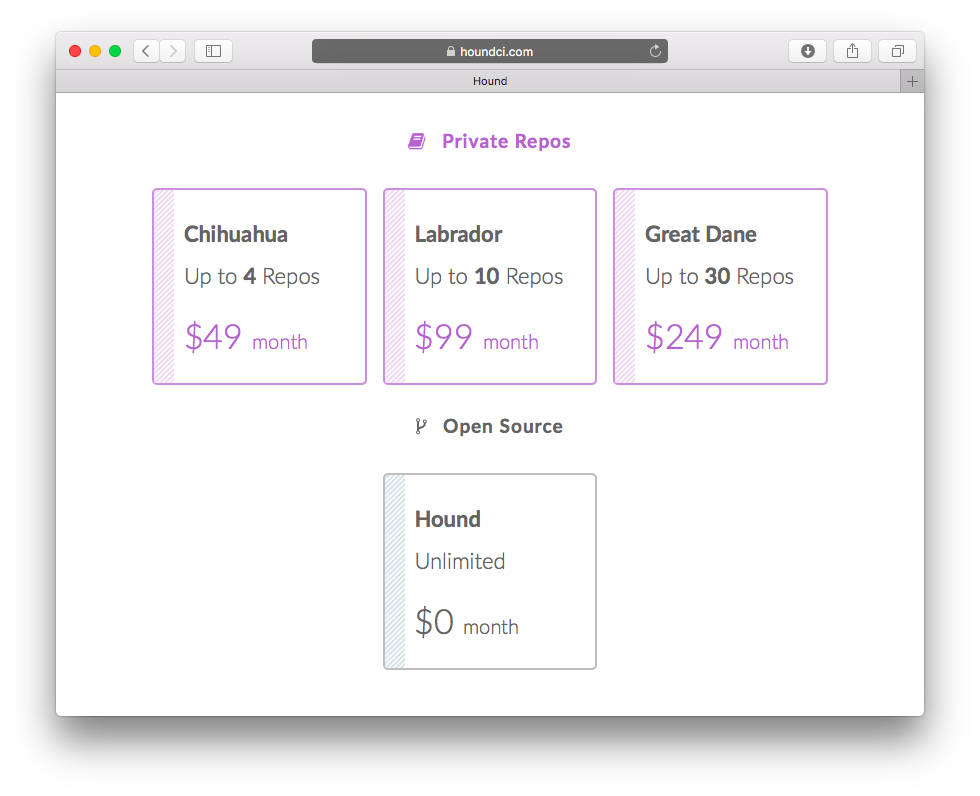 houndci.com
Hound
Private Repos
Chihuahua
Up to 4 Repos
$49 month
Labrador
Up to 10 Repos
$99 month
Great Dane
Up to 30 Repos
$249 month
Open Source
Hound
Unlimited
$0 month